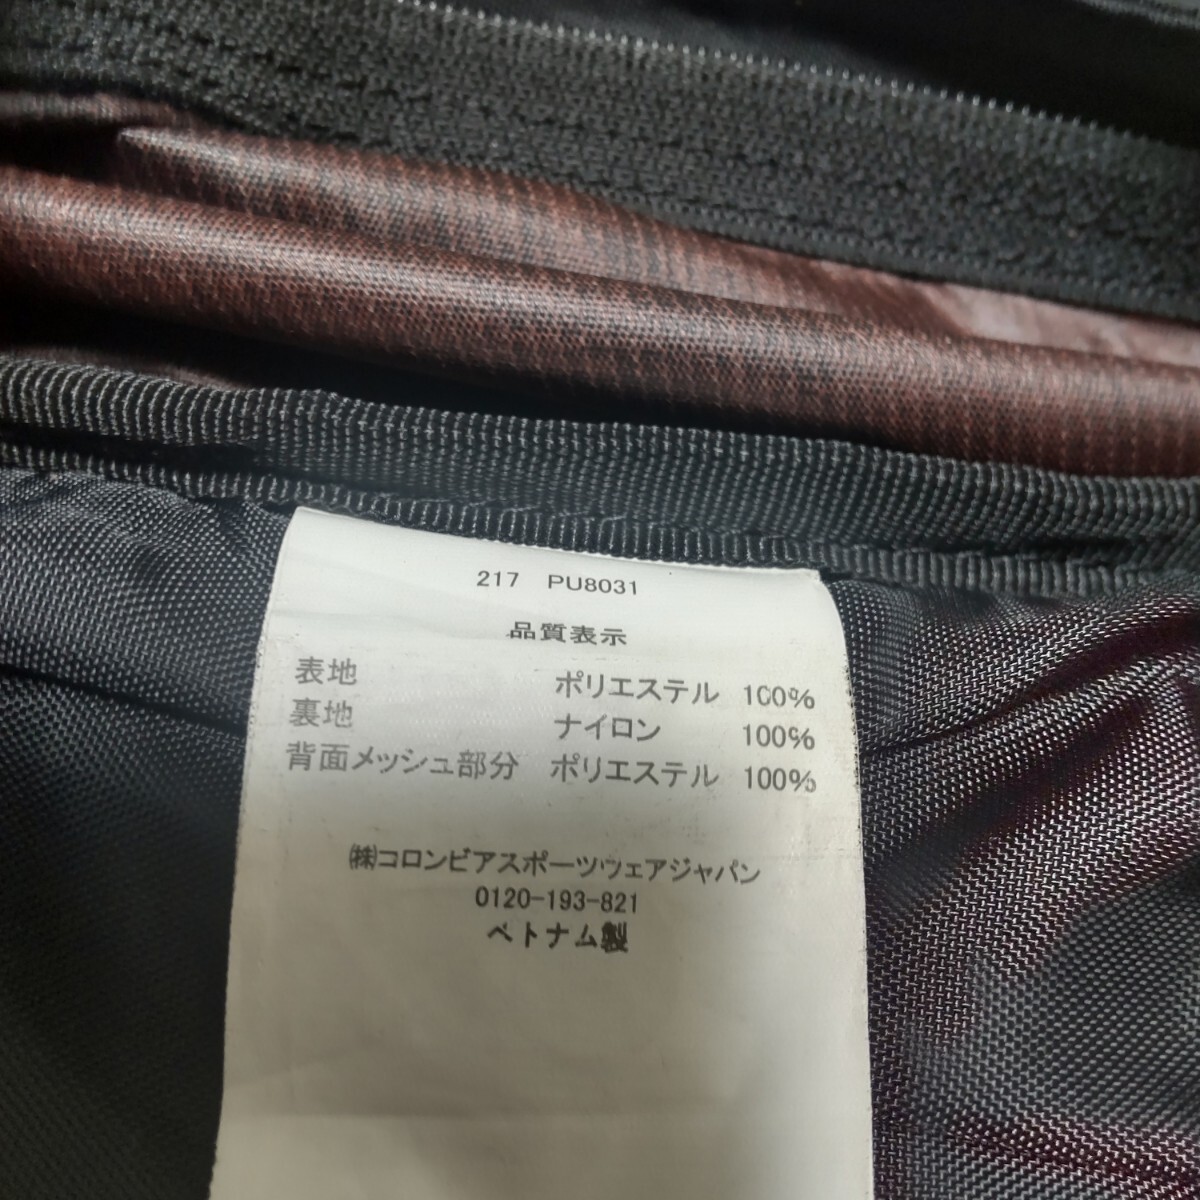 217 PU8031
品質表示
表地 ポリエステル 100%
裏地 ナイロン 100%
背面メッシュ部分 ポリエステル 100%
㈱コロンビアスポーツウェアジャパン
0120-193-821
ベトナム製